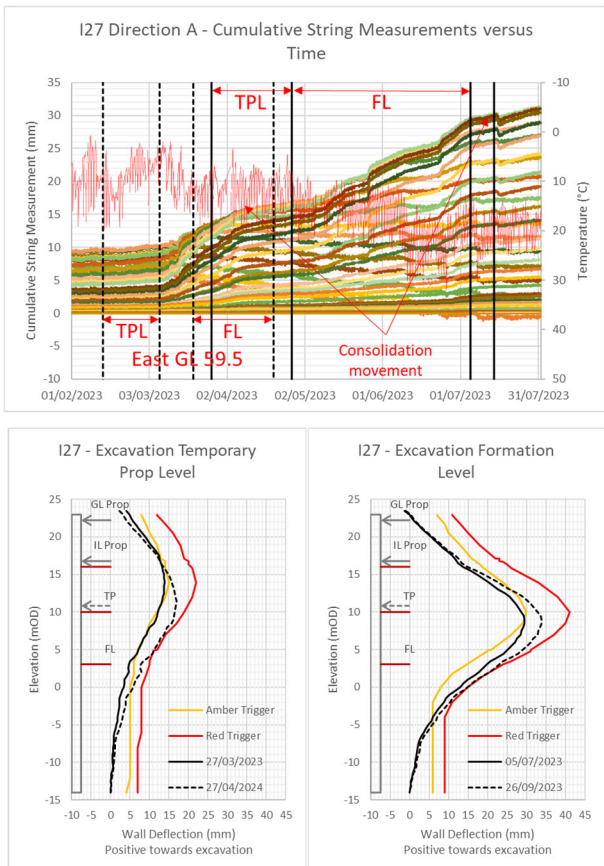 I27 Direction A - Cumulative String Measurements versus
Time
35
30
25
20
15
10
5
0
-5
-10
Cumulative String Measurement (mm)
-10
0
10
20
30
40
50
Temperature (°C)
TPL
FL
TPL
FL
East GL 59.5
Consolidation
movement
01/02/2023
03/03/2023
02/04/2023
02/05/2023
01/06/2023
01/07/2023
31/07/2023
I27 - Excavation Temporary
Prop Level
25
20
15
10
5
0
-5
-10
-15
Elevation (mOD)
GL Prop
IL Prop
TP
FL
Amber Trigger
Red Trigger
27/03/2023
27/04/2024
-10 -5 0 5 10 15 20 25 30 35 40 45
Wall Deflection (mm)
Positive towards excavation
I27 - Excavation Formation
Level
25
20
15
10
5
0
-5
-10
-15
Elevation (mOD)
GL Prop
IL Prop
TP
FL
Amber Trigger
Red Trigger
05/07/2023
26/09/2023
-10 -5 0 5 10 15 20 25 30 35 40 45
Wall Deflection (mm)
Positive towards excavation